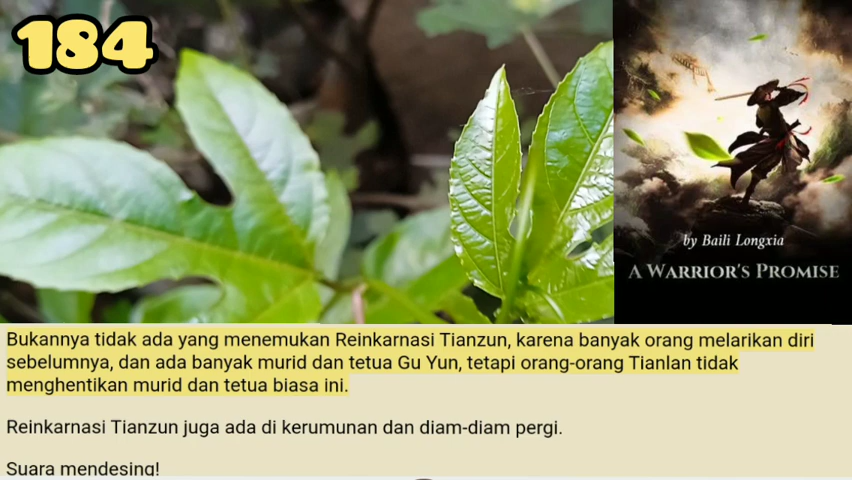 184
by Baili Longxia
A WARRIOR'S PROMISE
Bukannya tidak ada yang menemukan Reinkarnasi Tianzun, karena banyak orang melarikan diri
sebelumnya, dan ada banyak murid dan tetua Gu Yun, tetapi orang-orang Tianlan tidak
menghentikan murid dan tetua biasa ini.
Reinkarnasi Tianzun juga ada di kerumunan dan diam-diam pergi.
Suara mendesing!